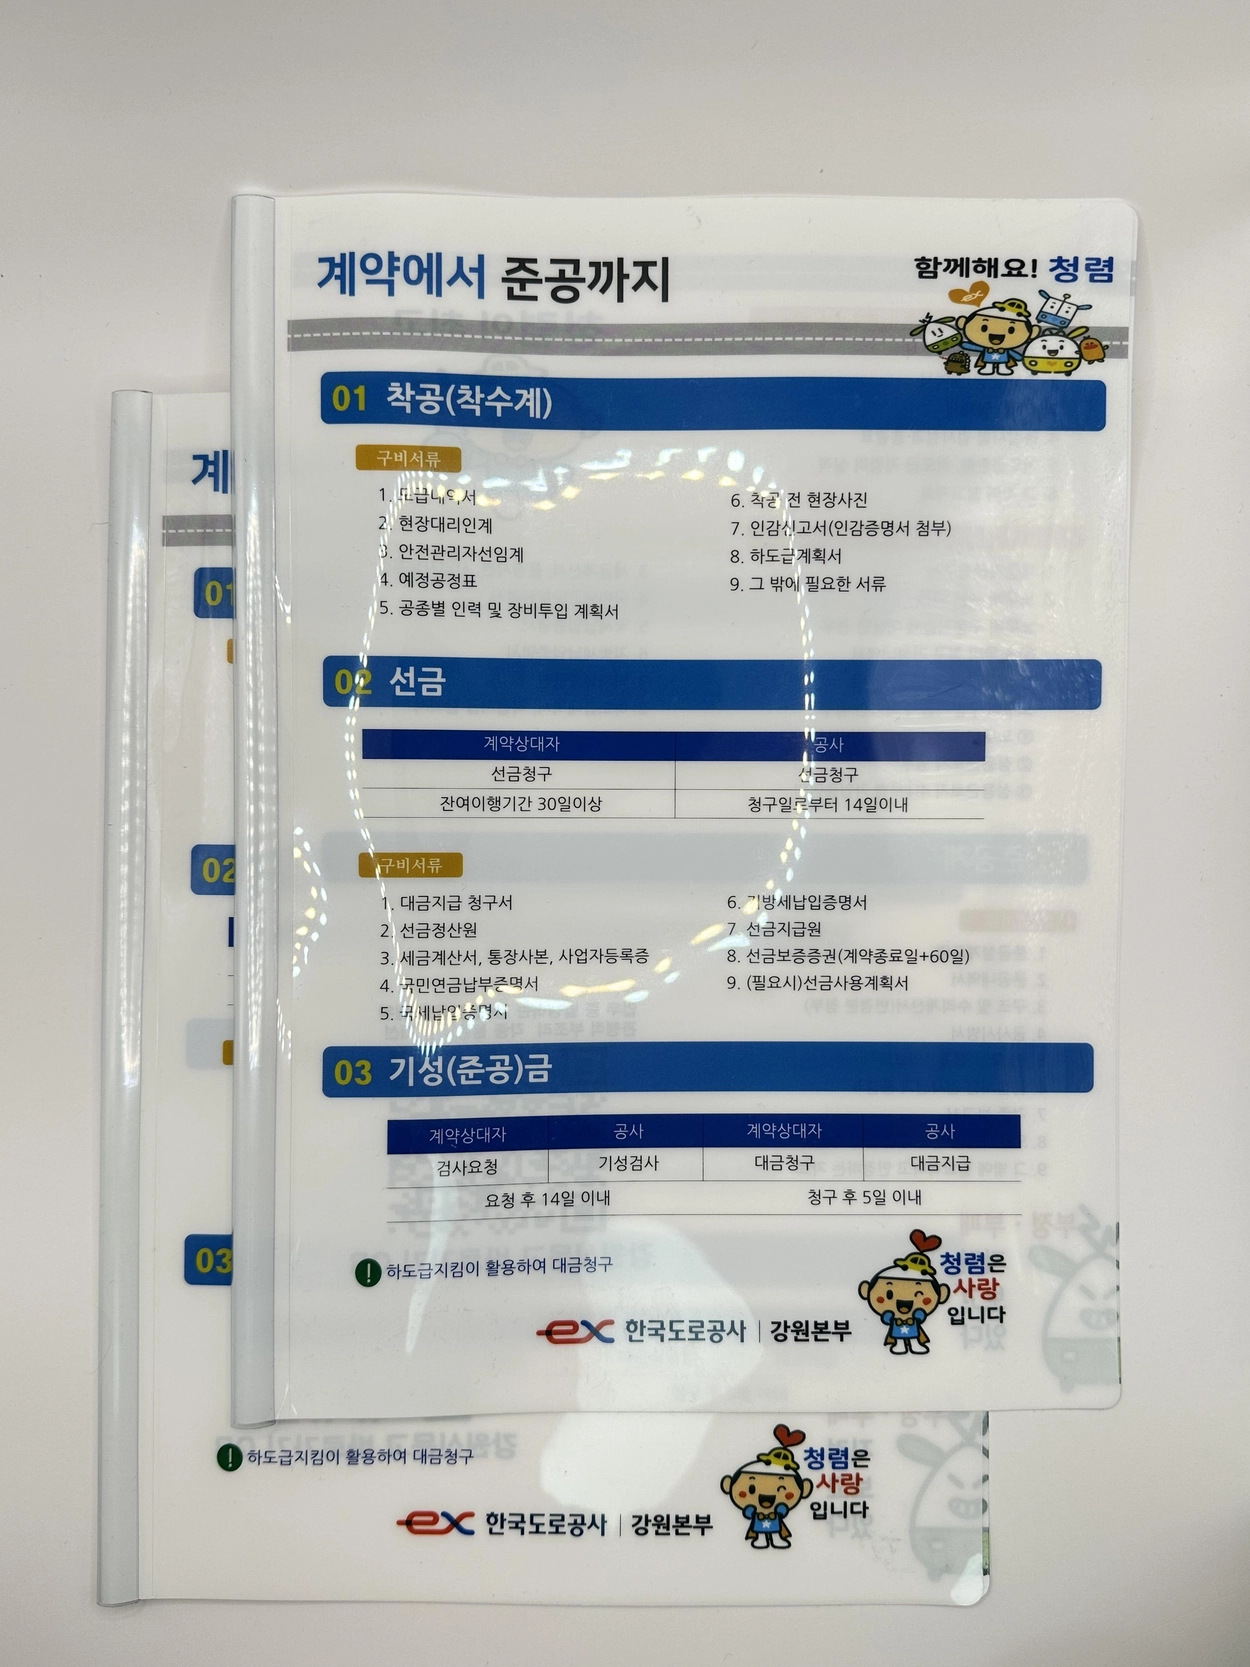 계약에서 준공까지
함께해요! 청렴
ex
01 착공(착수계)
구비서류
1. 도급내역서
2. 현장대리인계
3. 안전관리자선임계
4. 예정공정표
5. 공종별 인력 및 장비투입 계획서
6. 착공 전 현장사진
7. 인감신고서(인감증명서 첨부)
8. 하도급계획서
9. 그 밖에 필요한 서류
02 선금
계약상대자 공사
선금청구 선금청구
잔여이행기간 30일이상 청구일로부터 14일이내
구비서류
1. 대금지급 청구서
2. 선금정산원
3. 세금계산서, 통장사본, 사업자등록증
4. 국민연금납부증명서
5. 국세납입증명서
6. 지방세납입증명서
7. 선금지급원
8. 선금보증증권(계약종료일+60일)
9. (필요시)선금사용계획서
03 기성(준공)금
계약상대자 공사 계약상대자 공사
검사요청 기성검사 대금청구 대금지급
요청 후 14일 이내 청구 후 5일 이내
! 하도급지킴이 활용하여 대금청구
청렴은
사랑
입니다
ex 한국도로공사 | 강원본부
계
01
02
03
! 하도급지킴이 활용하여 대금청구
청렴은
사랑
입니다
ex 한국도로공사 | 강원본부